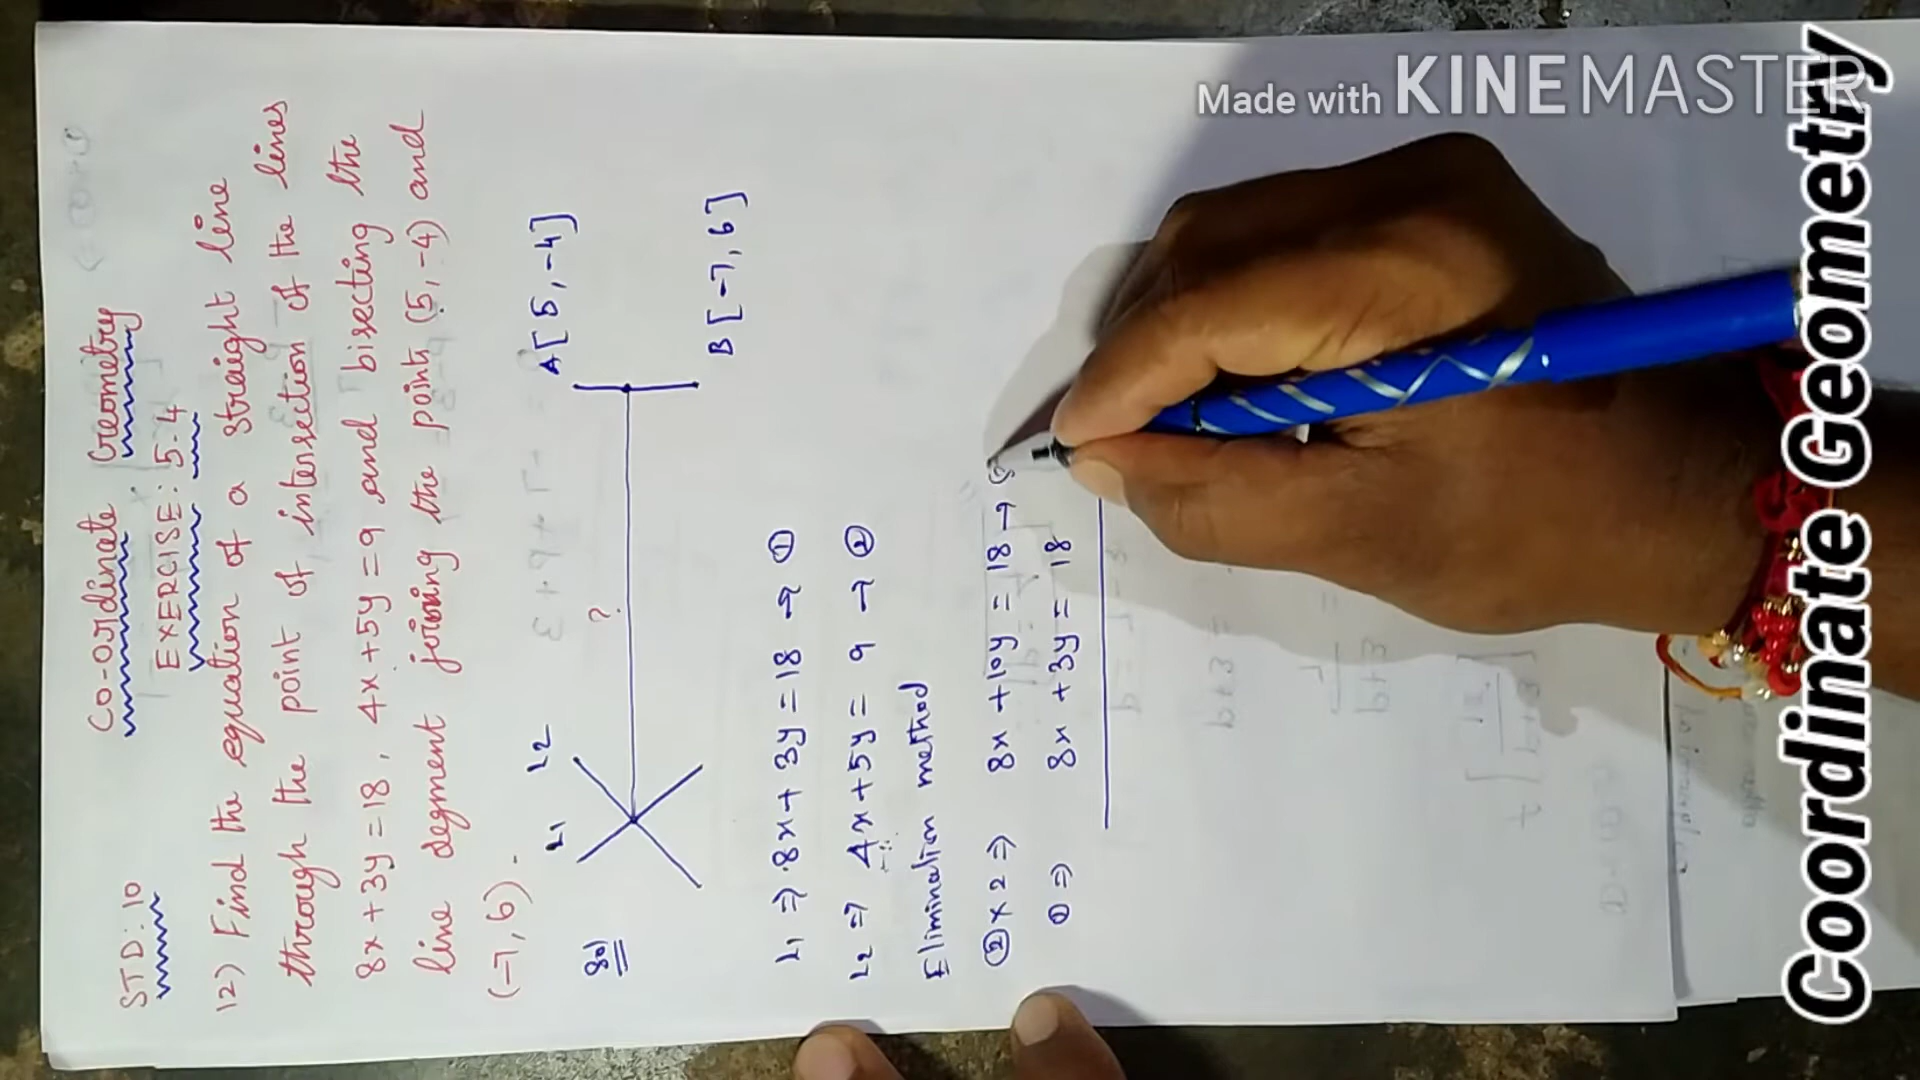 Made with KINEMASTER
Coordinate Geometry
STD: 10
Co-ordinate Geometry
EXERCISE: 5.4
12) Find the equation of a straight line
through the point of intersection of the lines
8x + 3y = 18, 4x + 5y = 9 and bisecting the
line degment joining the points (5, -4) and
(-7, 6).
Sol
L1 L2
?
A[5, -4]
B[-7, 6]
L1 ⇒ 8x + 3y = 18 → ①
L2 ⇒ 4x + 5y = 9 → ②
Elimination method
② x 2 ⇒ 8x + 10y = 18 →
① ⇒ 8x + 3y = 18